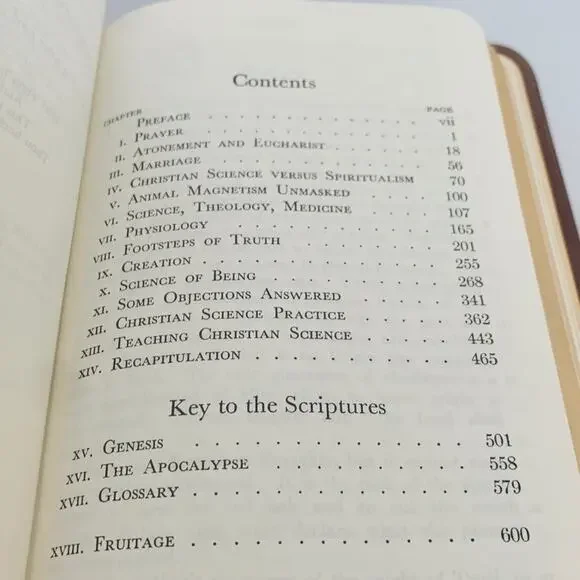 Contents
CHAPTER PAGE
PREFACE . . . . . . . . . vii
I. PRAYER . . . . . . . . . 1
II. ATONEMENT AND EUCHARIST . . . . 18
III. MARRIAGE . . . . . . . . 56
IV. CHRISTIAN SCIENCE VERSUS SPIRITUALISM 70
V. ANIMAL MAGNETISM UNMASKED . . . . 100
VI. SCIENCE, THEOLOGY, MEDICINE . . . . 107
VII. PHYSIOLOGY . . . . . . . . 165
VIII. FOOTSTEPS OF TRUTH . . . . . . 201
IX. CREATION . . . . . . . . . 255
X. SCIENCE OF BEING . . . . . . . 268
XI. SOME OBJECTIONS ANSWERED . . . . 341
XII. CHRISTIAN SCIENCE PRACTICE . . . . 362
XIII. TEACHING CHRISTIAN SCIENCE . . . . 443
XIV. RECAPITULATION . . . . . . . . 465
Key to the Scriptures
XV. GENESIS . . . . . . . . . . 501
XVI. THE APOCALYPSE . . . . . . . 558
XVII. GLOSSARY . . . . . . . . . . 579
XVIII. FRUITAGE . . . . . . . . . . 600